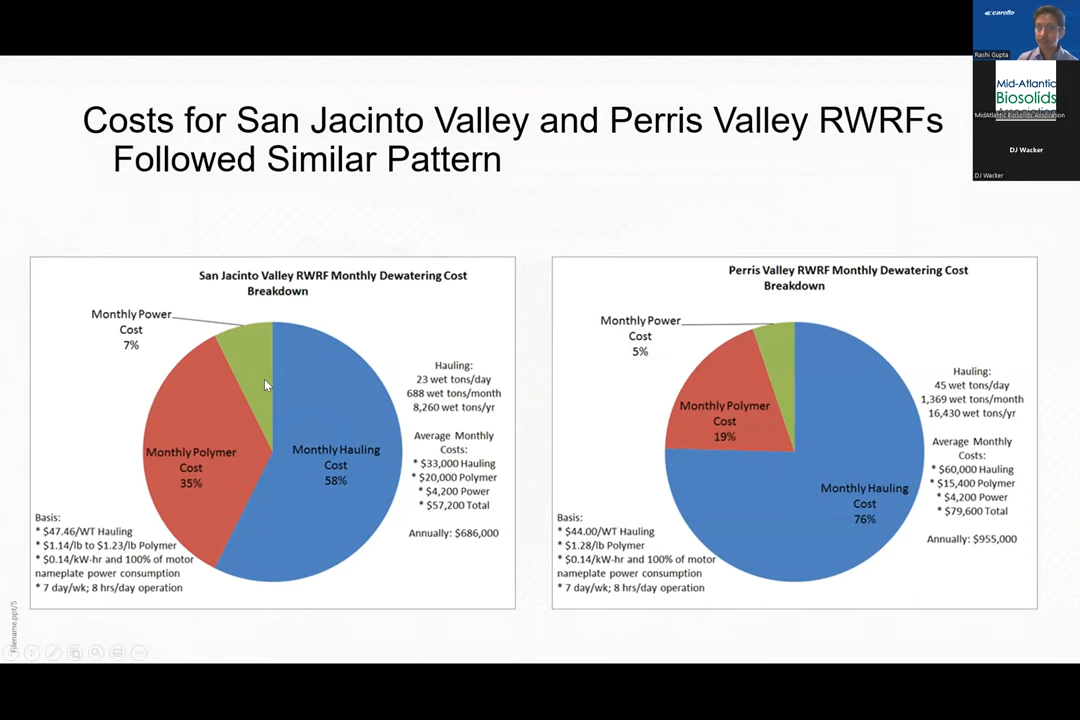 carollo
Rashi Gupta
Mid-Atlantic
Biosolids
Association
MidAtlantic Biosolids Association
DJ Wacker
DJ Wacker
Costs for San Jacinto Valley and Perris Valley RWRFs
Followed Similar Pattern
San Jacinto Valley RWRF Monthly Dewatering Cost
Breakdown
Monthly Power
Cost
7%
Monthly Polymer
Cost
35%
Monthly Hauling
Cost
58%
Hauling:
23 wet tons/day
688 wet tons/month
8,260 wet tons/yr
Average Monthly
Costs:
* $33,000 Hauling
* $20,000 Polymer
* $4,200 Power
* $57,200 Total
Annually: $686,000
Basis:
* $47.46/WT Hauling
* $1.14/lb to $1.23/lb Polymer
* $0.14/kW-hr and 100% of motor
nameplate power consumption
* 7 day/wk; 8 hrs/day operation
Perris Valley RWRF Monthly Dewatering Cost
Breakdown
Monthly Power
Cost
5%
Monthly Polymer
Cost
19%
Monthly Hauling
Cost
76%
Hauling:
45 wet tons/day
1,369 wet tons/month
16,430 wet tons/yr
Average Monthly
Costs:
* $60,000 Hauling
* $15,400 Polymer
* $4,200 Power
* $79,600 Total
Annually: $955,000
Basis:
* $44.00/WT Hauling
* $1.28/lb Polymer
* $0.14/kW-hr and 100% of motor
nameplate power consumption
* 7 day/wk; 8 hrs/day operation
Filename.ppt/5